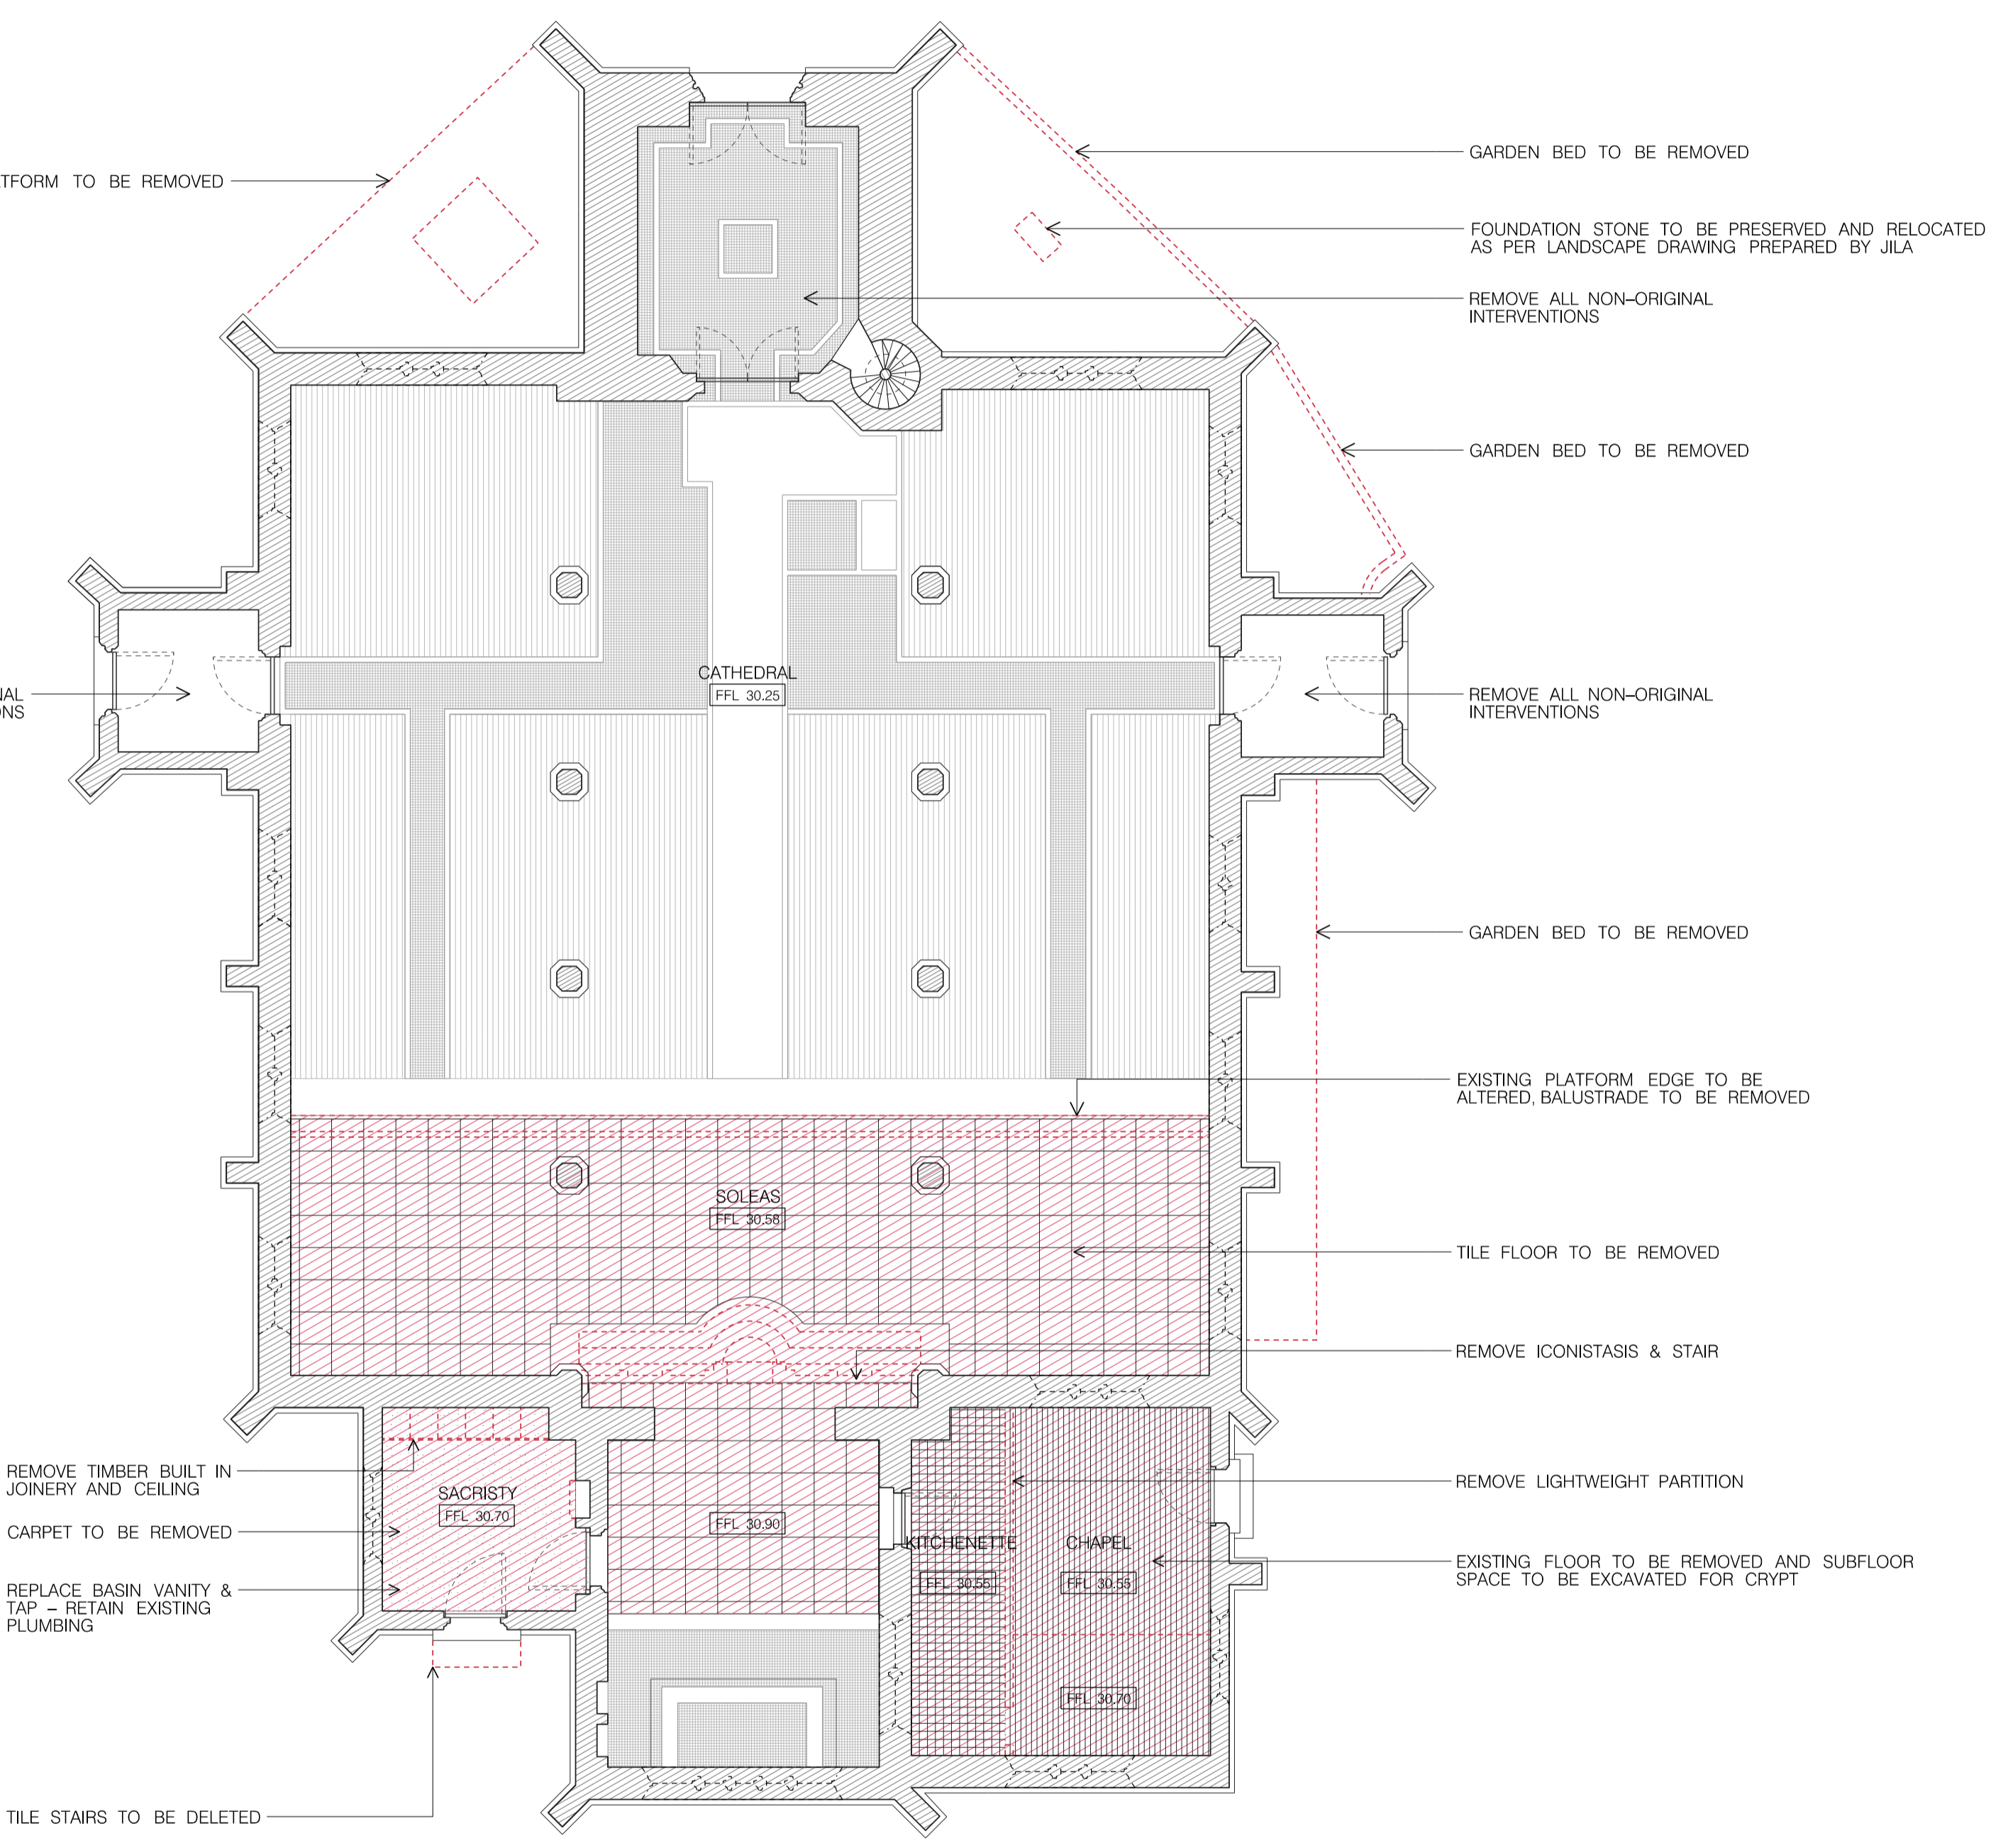 TO BE REMOVED
GARDEN BED TO BE REMOVED
FOUNDATION STONE TO BE PRESERVED AND RELOCATED
AS PER LANDSCAPE DRAWING PREPARED BY JILA
REMOVE ALL NON-ORIGINAL
INTERVENTIONS
GARDEN BED TO BE REMOVED
CATHEDRAL
FFL 30.25
REMOVE ALL NON-ORIGINAL
INTERVENTIONS
GARDEN BED TO BE REMOVED
EXISTING PLATFORM EDGE TO BE
ALTERED, BALUSTRADE TO BE REMOVED
SOLEAS
FFL 30.58
TILE FLOOR TO BE REMOVED
REMOVE ICONISTASIS & STAIR
REMOVE TIMBER BUILT IN
JOINERY AND CEILING
SACRISTY
FFL 30.70
REMOVE LIGHTWEIGHT PARTITION
CARPET TO BE REMOVED
FFL 30.90
KITCHENETTE
FFL 30.55
CHAPEL
FFL 30.55
EXISTING FLOOR TO BE REMOVED AND SUBFLOOR
SPACE TO BE EXCAVATED FOR CRYPT
REPLACE BASIN VANITY &
TAP - RETAIN EXISTING
PLUMBING
FFL 30.70
TILE STAIRS TO BE DELETED